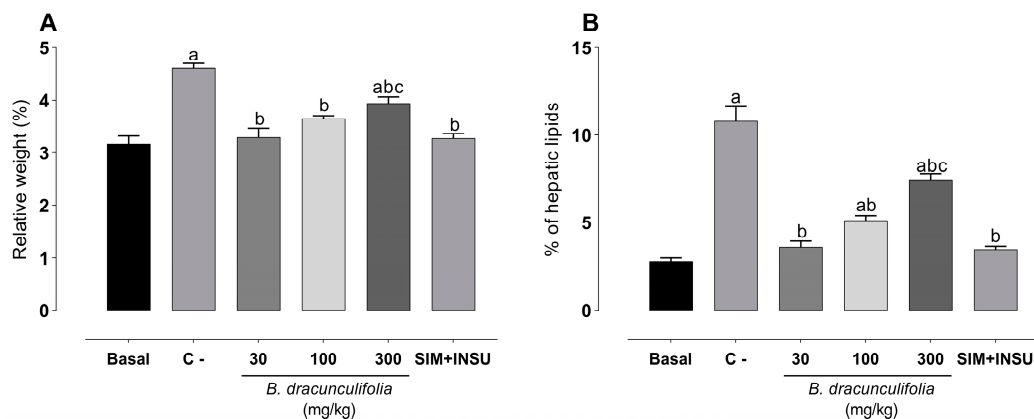 A
Relative weight (%)
5
4
3
2
1
0
a
b
b
abc
b
Basal C - 30 100 300 SIM+INSU
B. dracunculifolia
(mg/kg)
B
% of hepatic lipids
15
10
5
0
a
b
ab
abc
b
Basal C - 30 100 300 SIM+INSU
B. dracunculifolia
(mg/kg)